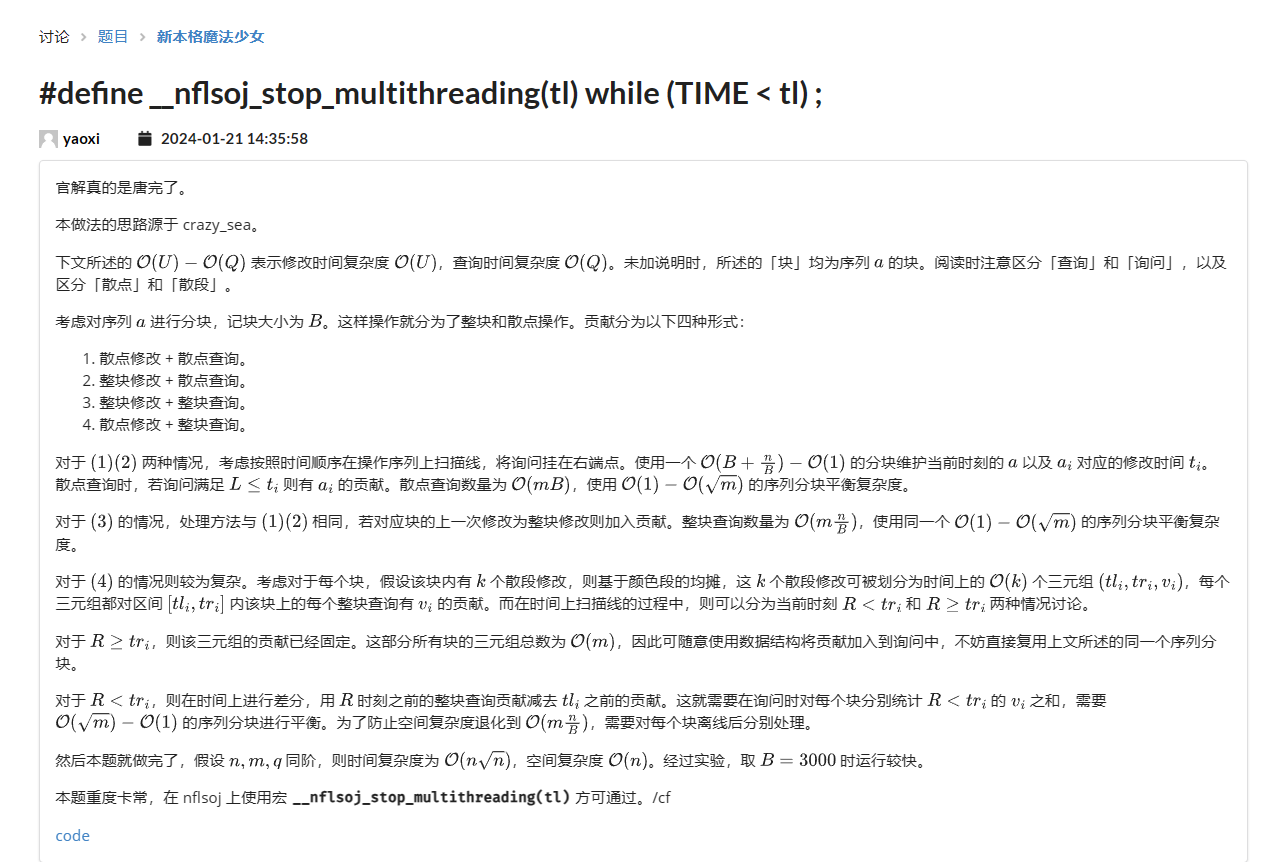 讨论 > 题目 > 新本格魔法少女
#define __nflsoj_stop_multithreading(tl) while (TIME < tl) ;
yaoxi 2024-01-21 14:35:58
官解真的是唐完了。
本做法的思路源于 crazy_sea。
下文所述的 O(U) − O(Q) 表示修改时间复杂度 O(U)，查询时间复杂度 O(Q)。未加说明时，所述的「块」均为序列 a 的块。阅读时注意区分「查询」和「询问」，以及
区分「散点」和「散段」。
考虑对序列 a 进行分块，记块大小为 B。这样操作就分为了整块和散点操作。贡献分为以下四种形式：
1. 散点修改 + 散点查询。
2. 整块修改 + 散点查询。
3. 整块修改 + 整块查询。
4. 散点修改 + 整块查询。
对于 (1)(2) 两种情况，考虑按照时间顺序在操作序列上扫描线，将询问挂在右端点。使用一个 O(B + n/B) − O(1) 的分块维护当前时刻的 a 以及 a_i 对应的修改时间 t_i。
散点查询时，若询问满足 L ≤ t_i 则有 a_i 的贡献。散点查询数量为 O(mB)，使用 O(1) − O(√m) 的序列分块平衡复杂度。
对于 (3) 的情况，处理方法与 (1)(2) 相同，若对应块的上一次修改为整块修改则加入贡献。整块查询数量为 O(m n/B)，使用同一个 O(1) − O(√m) 的序列分块平衡复杂
度。
对于 (4) 的情况则较为复杂。考虑对于每个块，假设该块内有 k 个散段修改，则基于颜色段的均摊，这 k 个散段修改可被划分为时间上的 O(k) 个三元组 (tl_i, tr_i, v_i)，每个
三元组都对区间 [tl_i, tr_i] 内该块上的每个整块查询有 v_i 的贡献。而在时间上扫描线的过程中，则可以分为当前时刻 R < tr_i 和 R ≥ tr_i 两种情况讨论。
对于 R ≥ tr_i，则该三元组的贡献已经固定。这部分所有块的三元组总数为 O(m)，因此可随意使用数据结构将贡献加入到询问中，不妨直接复用上文所述的同一个序列分
块。
对于 R < tr_i，则在时间上进行差分，用 R 时刻之前的整块查询贡献减去 tl_i 之前的贡献。这就需要在询问时对每个块分别统计 R < tr_i 的 v_i 之和，需要
O(√m) − O(1) 的序列分块进行平衡。为了防止空间复杂度退化到 O(m n/B)，需要对每个块离线后分别处理。
然后本题就做完了，假设 n, m, q 同阶，则时间复杂度为 O(n√n)，空间复杂度 O(n)。经过实验，取 B = 3000 时运行较快。
本题重度卡常，在 nflsoj 上使用宏 __nflsoj_stop_multithreading(tl) 方可通过。/cf
code